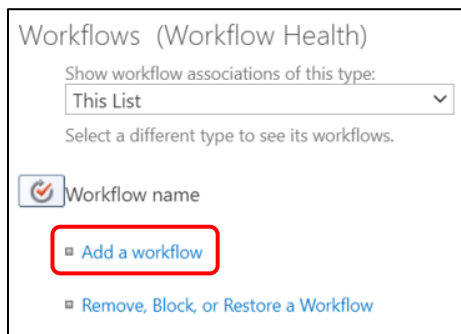 Workflows (Workflow Health)
Show workflow associations of this type:
This List
Select a different type to see its workflows.
Workflow name
Add a workflow
Remove, Block, or Restore a Workflow